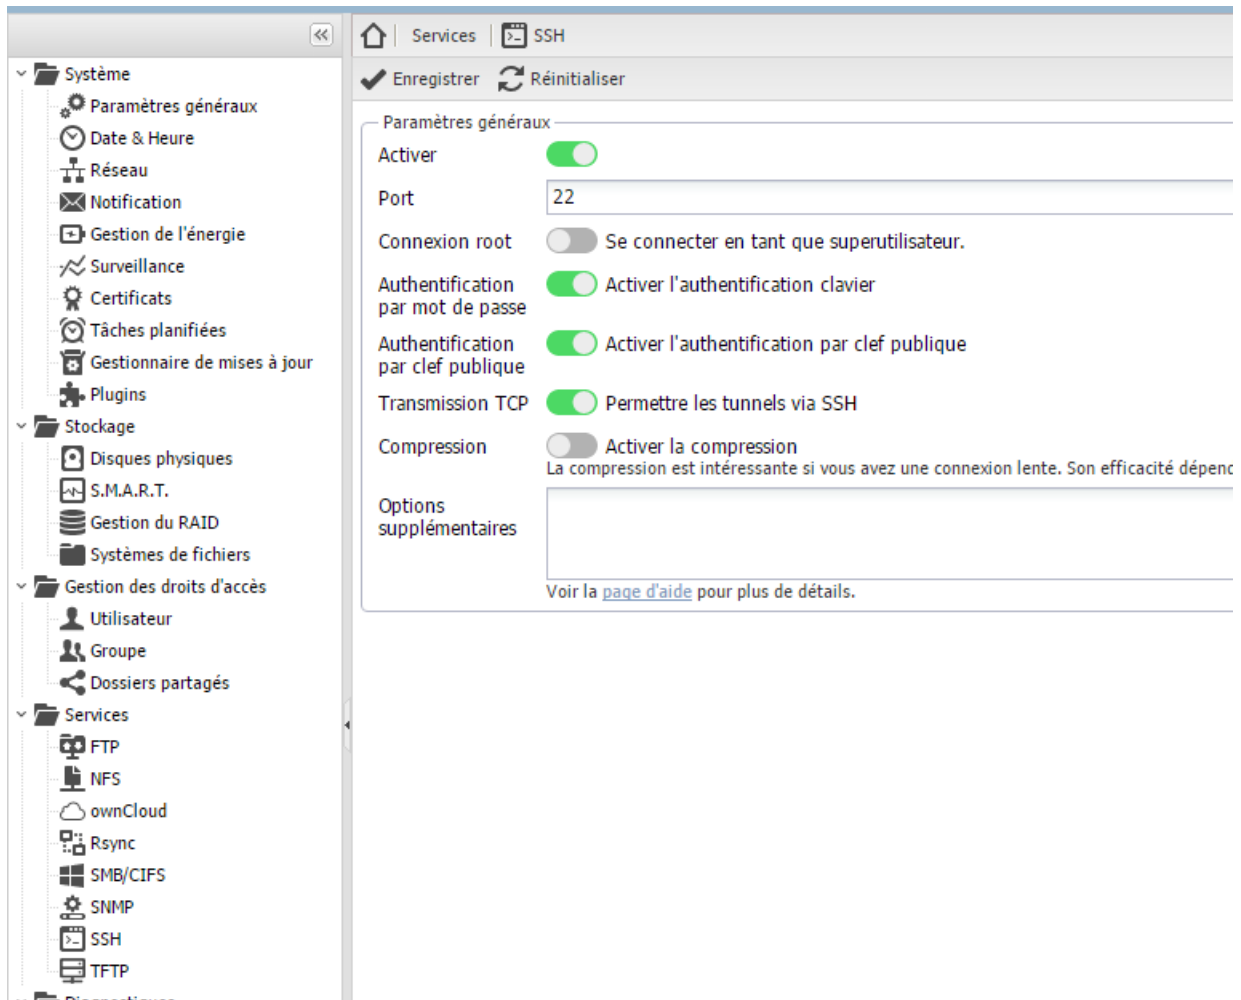 Services
SSH
Enregistrer
Réinitialiser
Système
Paramètres généraux
Date & Heure
Réseau
Notification
Gestion de l'énergie
Surveillance
Certificats
Tâches planifiées
Gestionnaire de mises à jour
Plugins
Stockage
Disques physiques
S.M.A.R.T.
Gestion du RAID
Systèmes de fichiers
Gestion des droits d'accès
Utilisateur
Groupe
Dossiers partagés
Services
FTP
NFS
ownCloud
Rsync
SMB/CIFS
SNMP
SSH
TFTP
Diagnostiques
Paramètres généraux
Activer
Port
22
Connexion root
Se connecter en tant que superutilisateur.
Authentification
par mot de passe
Activer l'authentification clavier
Authentification
par clef publique
Activer l'authentification par clef publique
Transmission TCP
Permettre les tunnels via SSH
Compression
Activer la compression
La compression est intéressante si vous avez une connexion lente. Son efficacité dépend
Options
supplémentaires
Voir la page d'aide pour plus de détails.